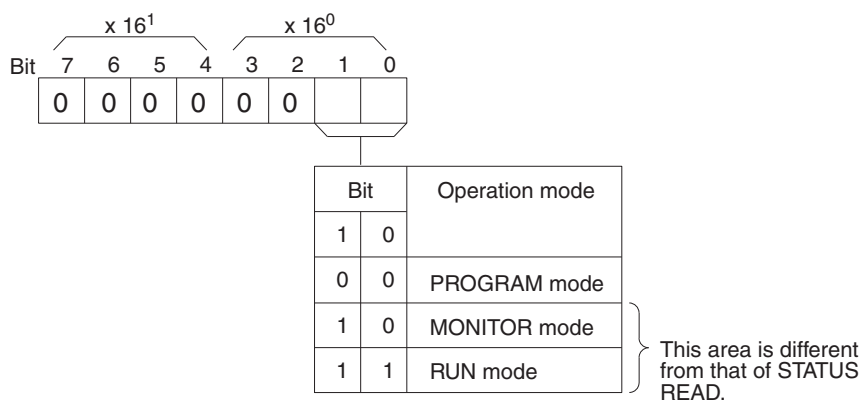 x 16¹ x 16⁰
Bit 7 6 5 4 3 2 1 0
0 0 0 0 0 0
Bit Operation mode
1 0
0 0 PROGRAM mode
1 0 MONITOR mode
1 1 RUN mode
This area is different
from that of STATUS
READ.